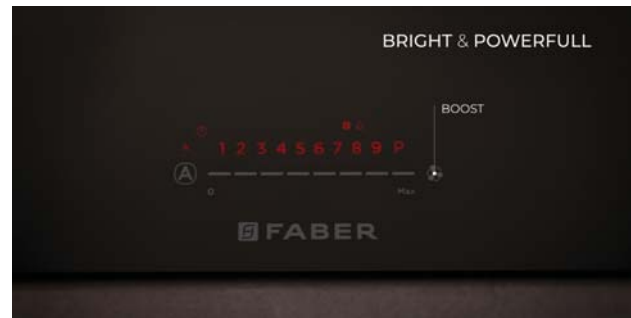 BRIGHT & POWERFULL
BOOST
1 2 3 4 5 6 7 8 9 P
A
0 Max
FABER